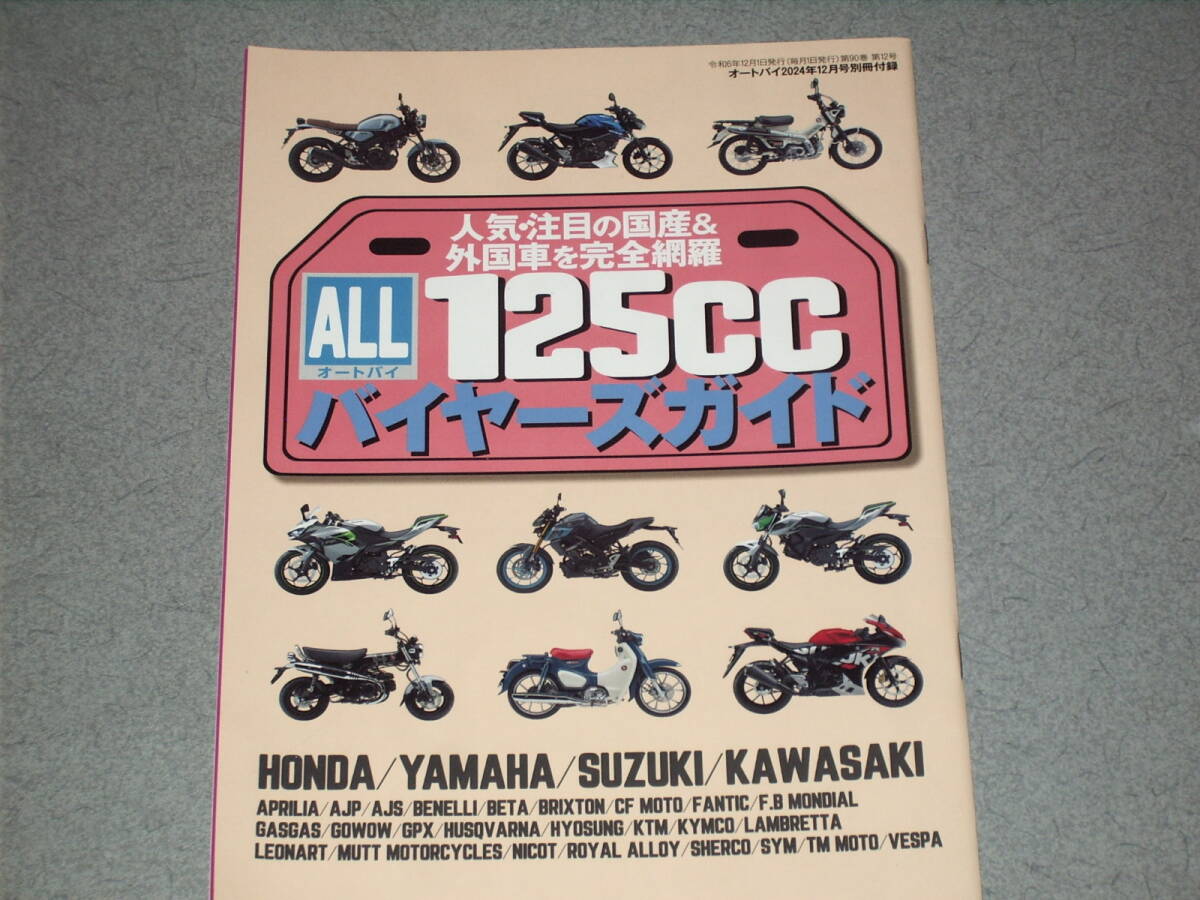 令和6年12月1日発行(毎月1日発行)第90巻 第12号
オートバイ2024年12月号別冊付録
人気・注目の国産&
外国車を完全網羅
ALL
オートバイ
125cc
バイヤーズガイド
HONDA/YAMAHA/SUZUKI/KAWASAKI
APRILIA/AJP/AJS/BENELLI/BETA/BRIXTON/CF MOTO/FANTIC/F.B MONDIAL
GASGAS/GOWOW/GPX/HUSQVARNA/HYOSUNG/KTM/KYMCO/LAMBRETTA
LEONART/MUTT MOTORCYCLES/NICOT/ROYAL ALLOY/SHERCO/SYM/TM MOTO/VESPA